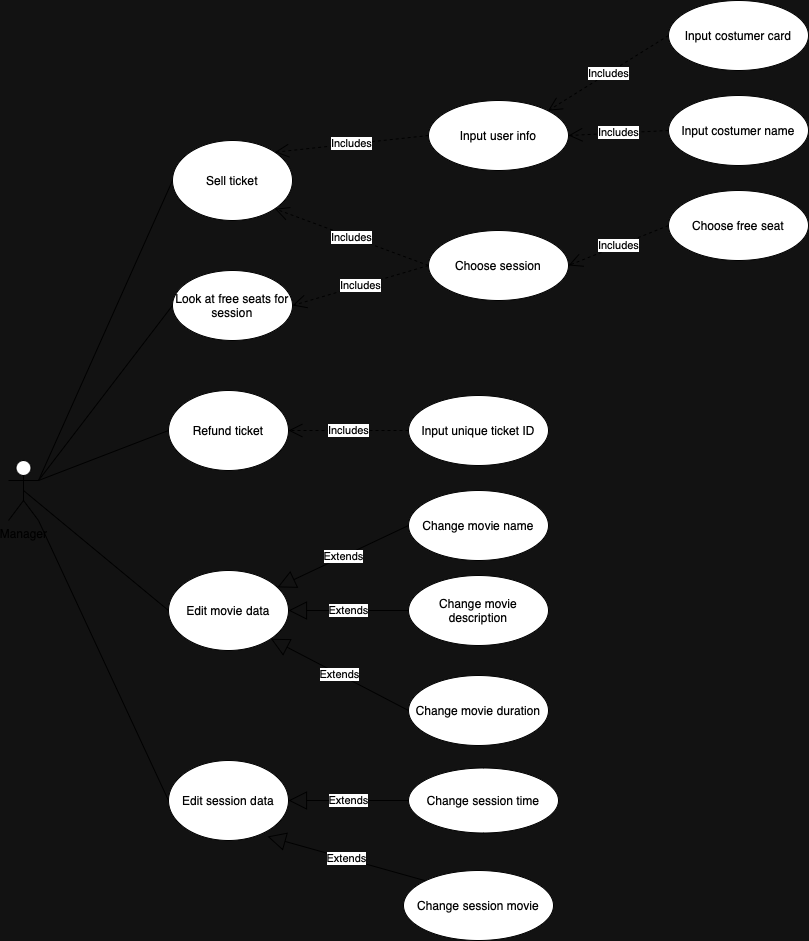 Input costumer card
Includes
Input costumer name
Includes
Input user info
Includes
Sell ticket
Choose free seat
Includes
Includes
Choose session
Includes
Look at free seats for
session
Refund ticket
Includes
Input unique ticket ID
Manager
Change movie name
Extends
Edit movie data
Extends
Change movie
description
Extends
Change movie duration
Edit session data
Extends
Change session time
Extends
Change session movie